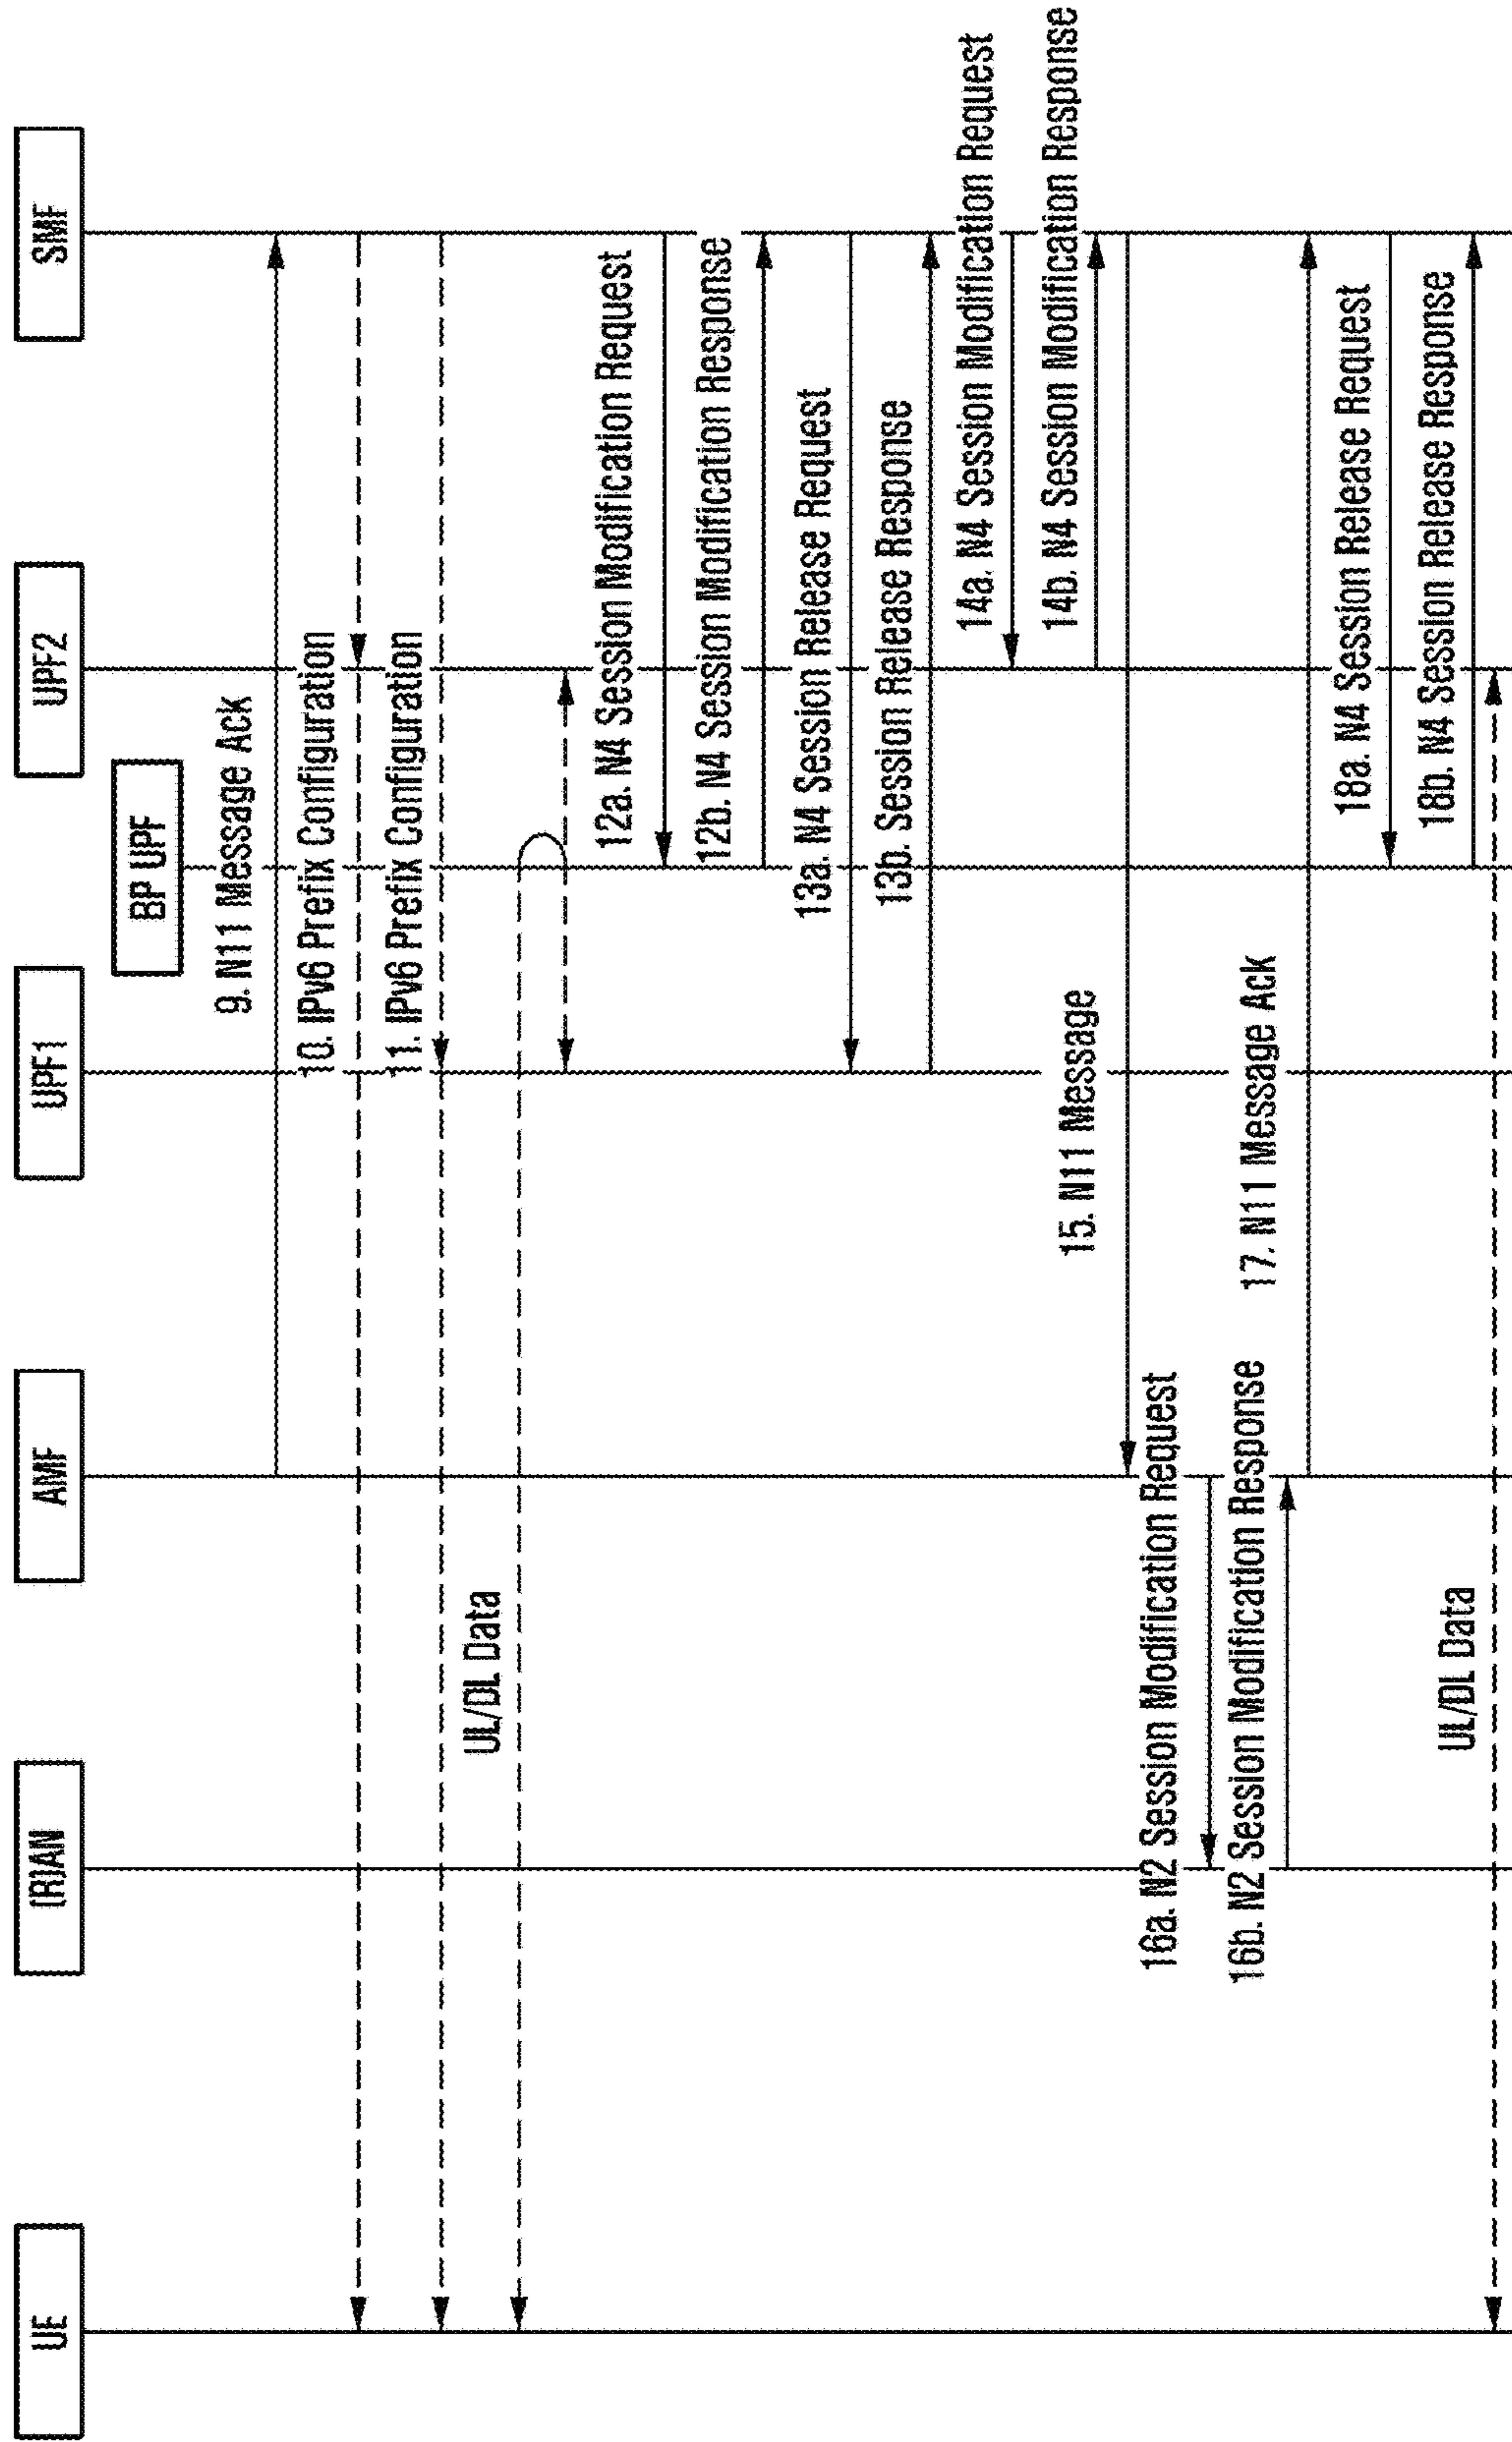 UE
(R)AN
AMF
UPF1
BP UPF
UPF2
SMF
9. N11 Message Ack
10. IPv6 Prefix Configuration
11. IPv6 Prefix Configuration
UL/DL Data
12a. N4 Session Modification Request
12b. N4 Session Modification Response
13a. N4 Session Release Request
13b. Session Release Response
14a. N4 Session Modification Request
14b. N4 Session Modification Response
15. N11 Message
16a. N2 Session Modification Request
16b. N2 Session Modification Response
17. N11 Message Ack
18a. N4 Session Release Request
18b. N4 Session Release Response
UL/DL Data